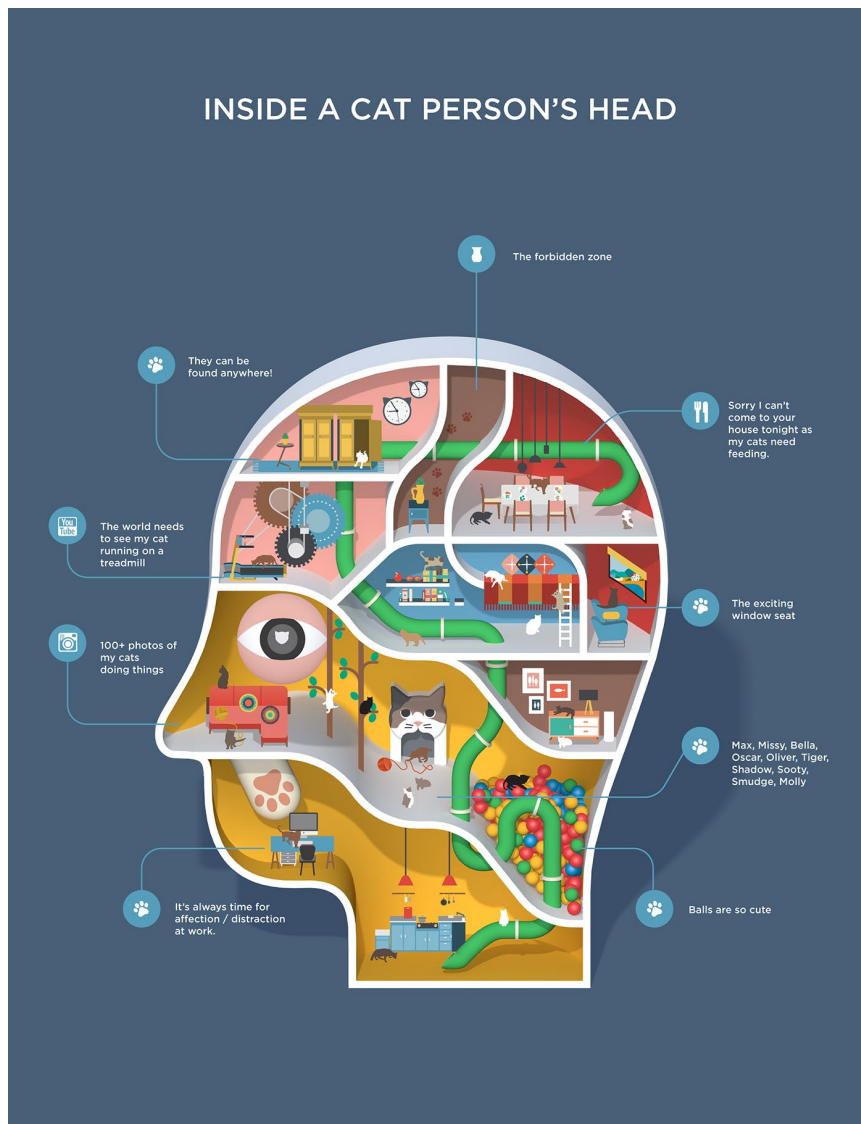 INSIDE A CAT PERSON'S HEAD
The forbidden zone
They can be
found anywhere!
Sorry I can't
come to your
house tonight as
my cats need
feeding.
You
Tube
The world needs
to see my cat
running on a
treadmill
The exciting
window seat
100+ photos of
my cats
doing things
Max, Missy, Bella,
Oscar, Oliver, Tiger,
Shadow, Sooty,
Smudge, Molly
It's always time for
affection / distraction
at work.
Balls are so cute